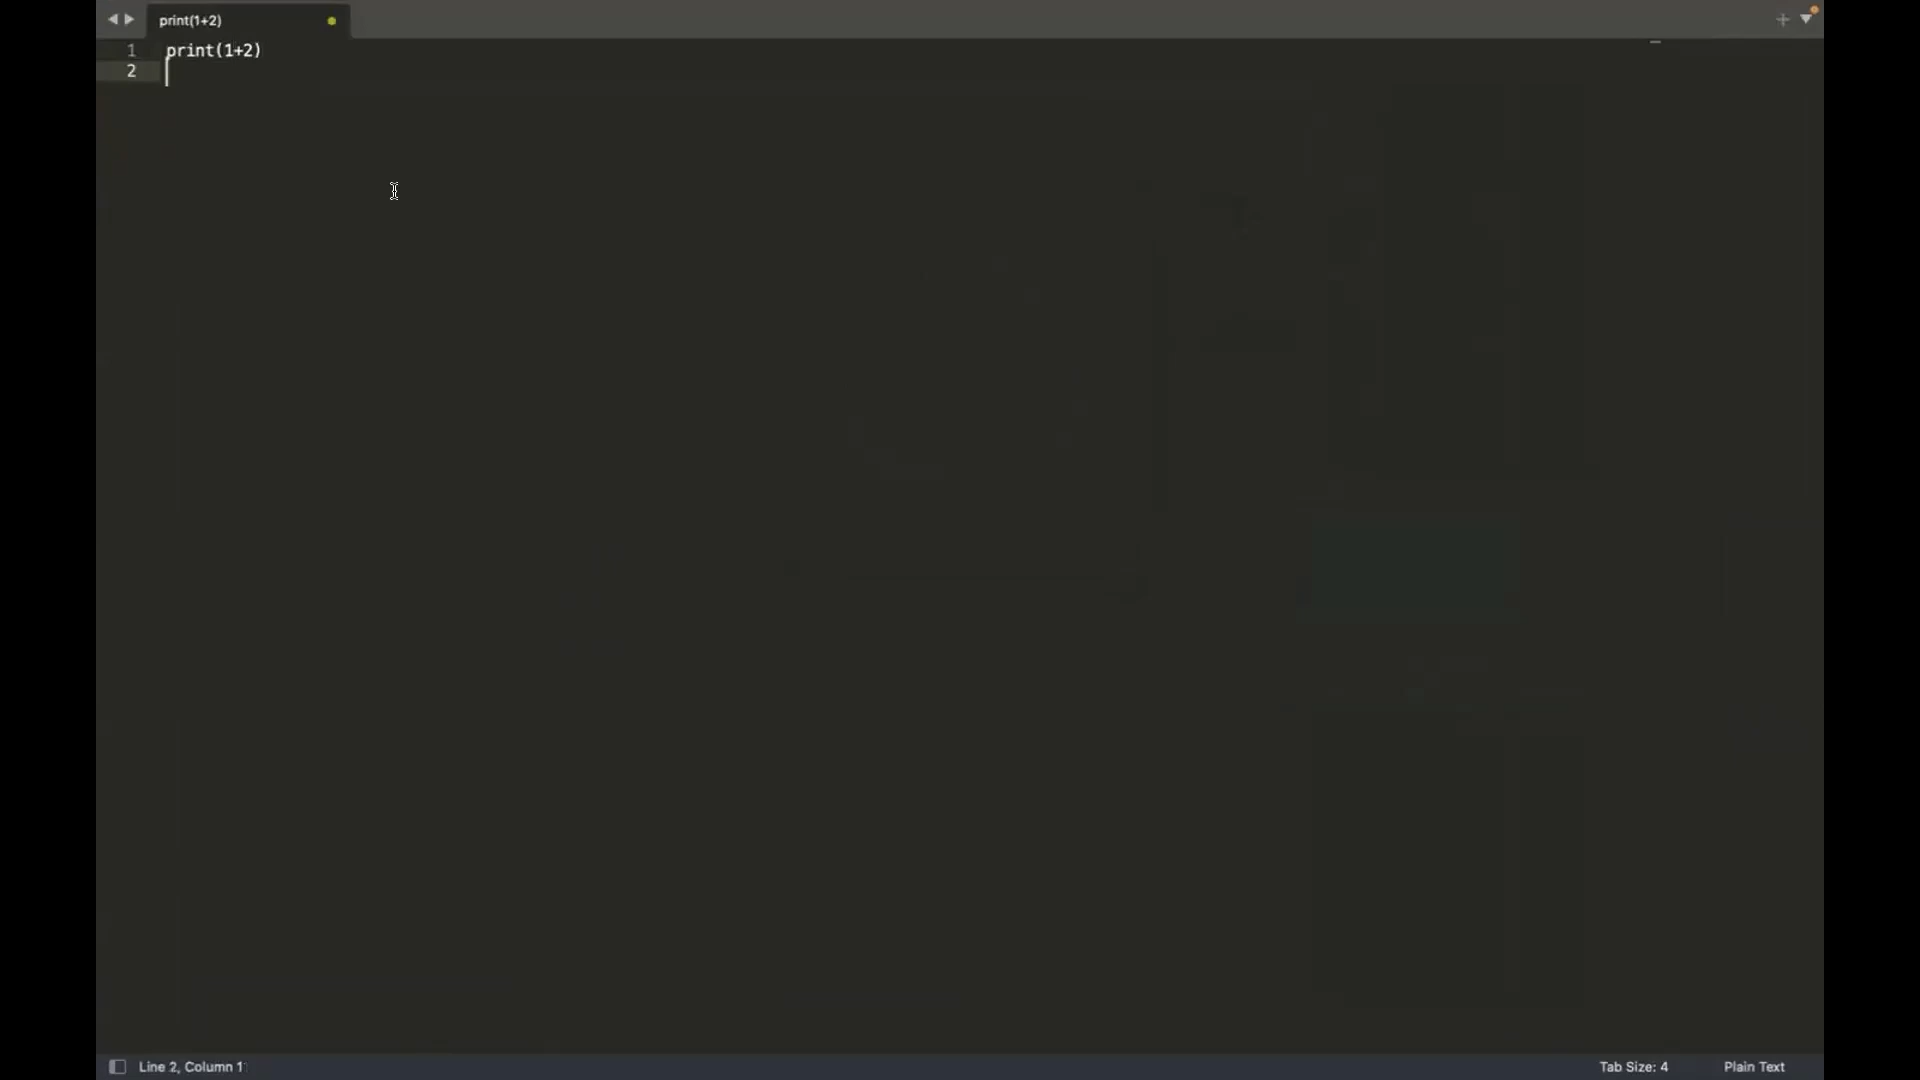 print(1+2)
1 print(1+2)
2
Line 2, Column 1
Tab Size: 4
Plain Text